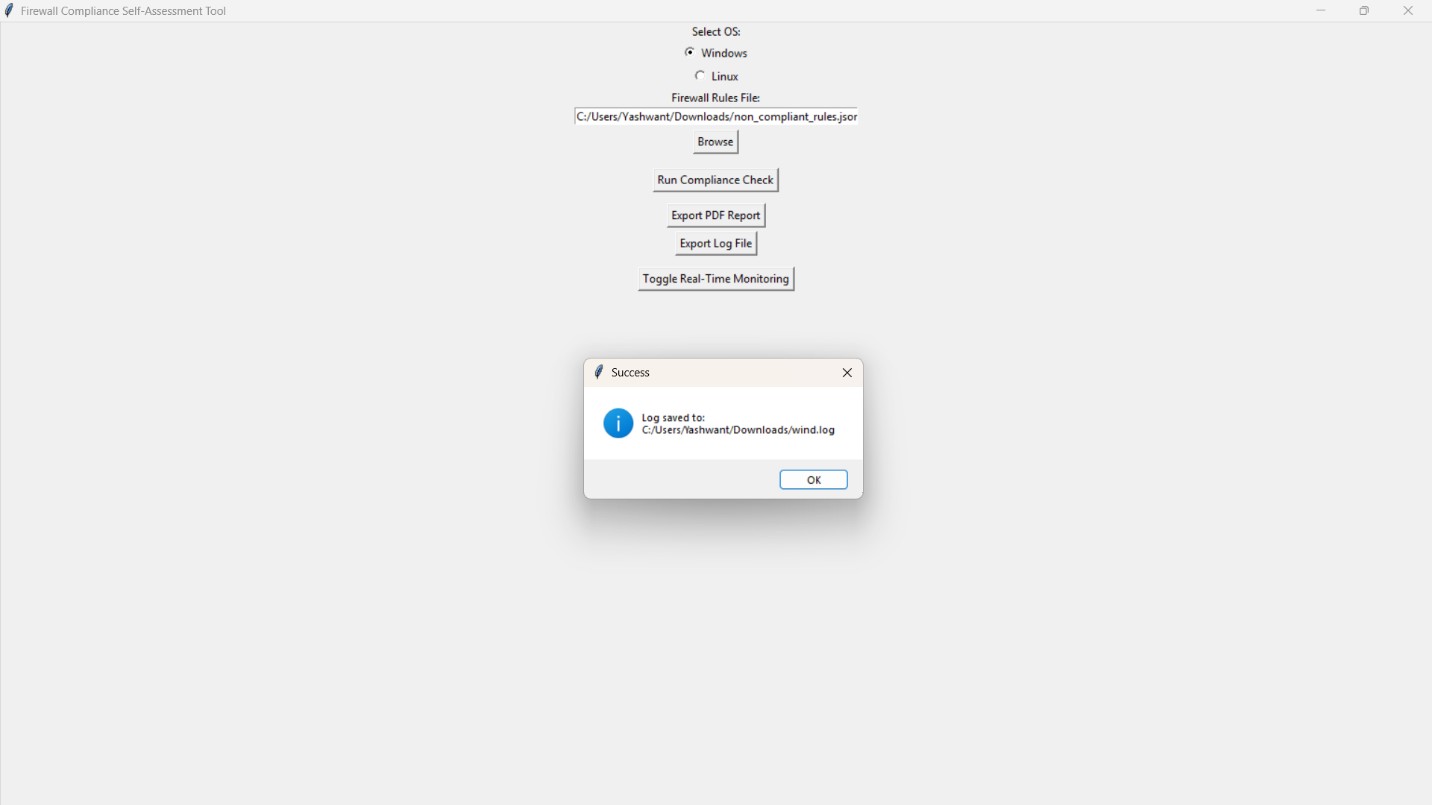 Firewall Compliance Self-Assessment Tool
Select OS:
Windows
Linux
Firewall Rules File:
C:/Users/Yashwant/Downloads/non_compliant_rules.jsor
Browse
Run Compliance Check
Export PDF Report
Export Log File
Toggle Real-Time Monitoring
Success
Log saved to:
C:/Users/Yashwant/Downloads/wind.log
OK